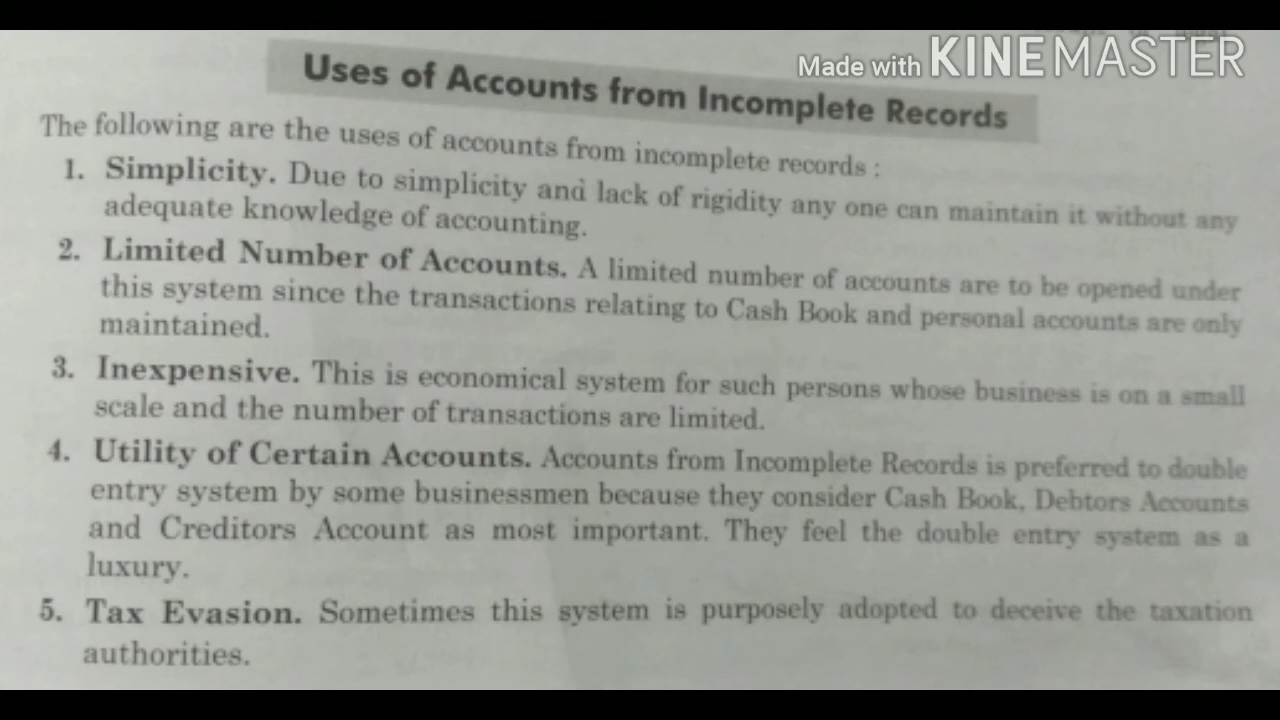 Made with KINEMASTER
Uses of Accounts from Incomplete Records
The following are the uses of accounts from incomplete records :
1. Simplicity. Due to simplicity and lack of rigidity any one can maintain it without any
adequate knowledge of accounting.
2. Limited Number of Accounts. A limited number of accounts are to be opened under
this system since the transactions relating to Cash Book and personal accounts are only
maintained.
3. Inexpensive. This is economical system for such persons whose business is on a small
scale and the number of transactions are limited.
4. Utility of Certain Accounts. Accounts from Incomplete Records is preferred to double
entry system by some businessmen because they consider Cash Book, Debtors Accounts
and Creditors Account as most important. They feel the double entry system as a
luxury.
5. Tax Evasion. Sometimes this system is purposely adopted to deceive the taxation
authorities.